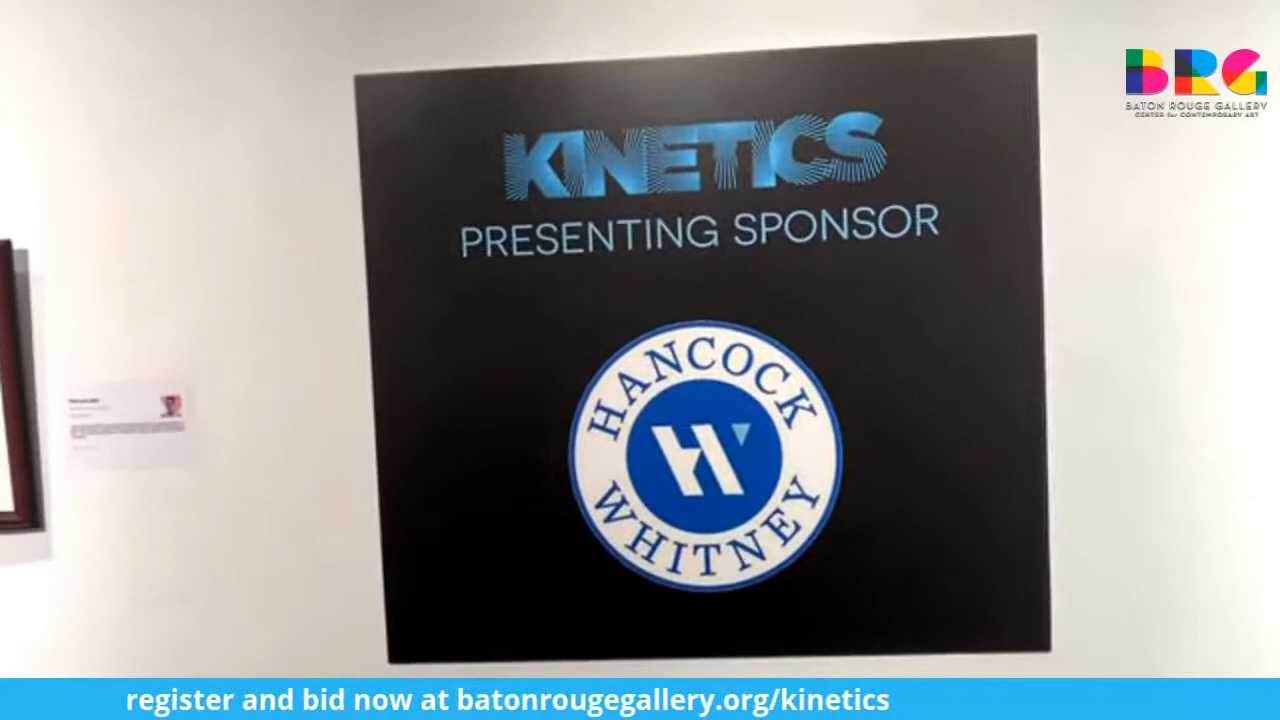 BRG
BATON ROUGE GALLERY
CENTER for CONTEMPORARY ART
KINETICS
PRESENTING SPONSOR
HANCOCK
WHITNEY
register and bid now at batonrougegallery.org/kinetics